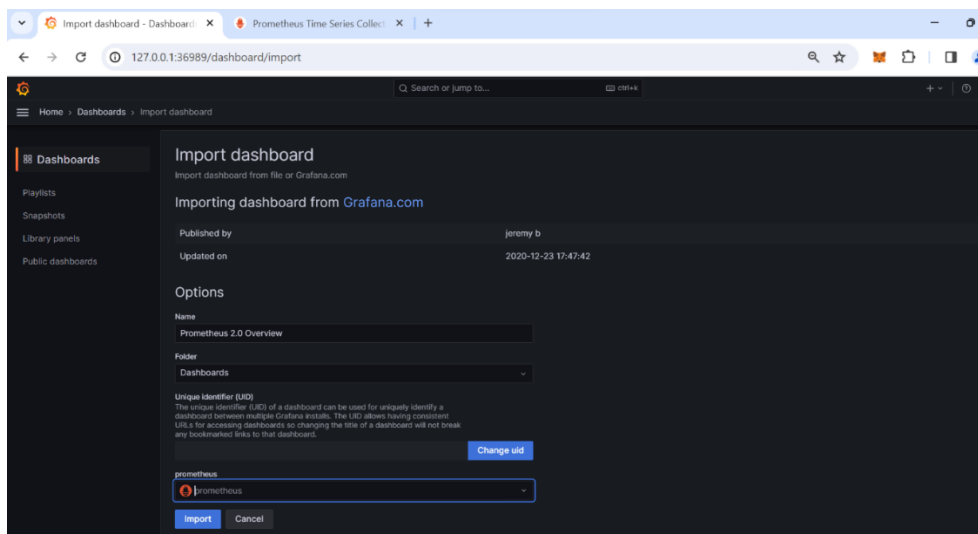 Import dashboard - Dashboard
Prometheus Time Series Collect
127.0.0.1:36989/dashboard/import
Search or jump to...
ctrl+k
Home › Dashboards › Import dashboard
Dashboards
Playlists
Snapshots
Library panels
Public dashboards
Import dashboard
Import dashboard from file or Grafana.com
Importing dashboard from Grafana.com
Published by jeremy b
Updated on 2020-12-23 17:47:42
Options
Name
Prometheus 2.0 Overview
Folder
Dashboards
Unique identifier (UID)
The unique identifier (UID) of a dashboard can be used for uniquely identify a
dashboard between multiple Grafana installs. The UID allows having consistent
URLs for accessing dashboards so changing the title of a dashboard will not break
any bookmarked links to that dashboard.
Change uid
prometheus
prometheus
Import Cancel